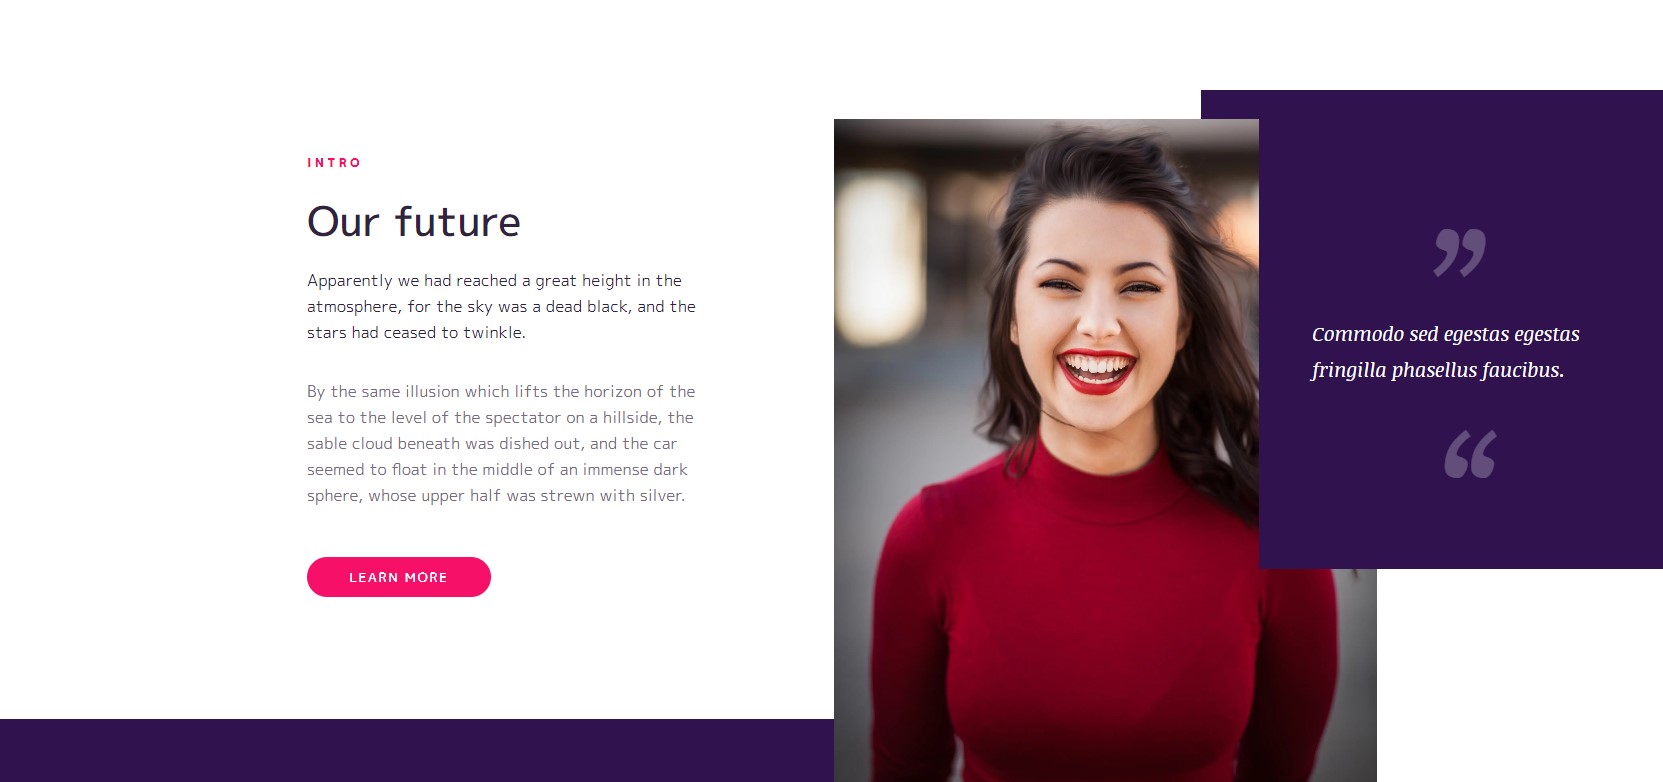 INTRO
Our future
Apparently we had reached a great height in the
atmosphere, for the sky was a dead black, and the
stars had ceased to twinkle.
By the same illusion which lifts the horizon of the
sea to the level of the spectator on a hillside, the
sable cloud beneath was dished out, and the car
seemed to float in the middle of an immense dark
sphere, whose upper half was strewn with silver.
LEARN MORE
”
Commodo sed egestas egestas
fringilla phasellus faucibus.
“